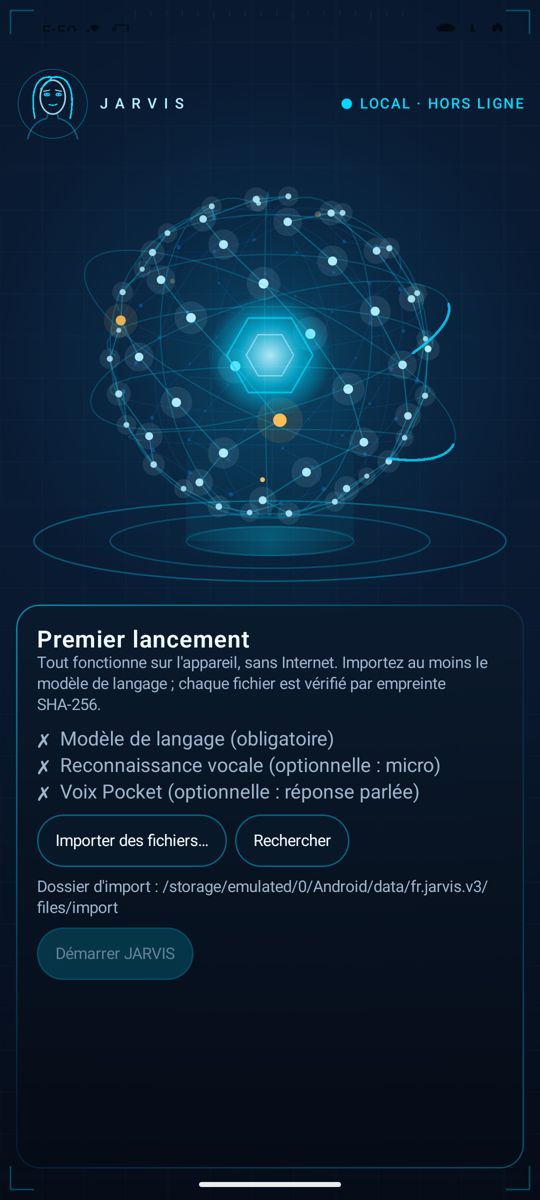 JARVIS
LOCAL · HORS LIGNE
Premier lancement
Tout fonctionne sur l'appareil, sans Internet. Importez au moins le
modèle de langage ; chaque fichier est vérifié par empreinte
SHA-256.
✗ Modèle de langage (obligatoire)
✗ Reconnaissance vocale (optionnelle : micro)
✗ Voix Pocket (optionnelle : réponse parlée)
Importer des fichiers…
Rechercher
Dossier d'import : /storage/emulated/0/Android/data/fr.jarvis.v3/
files/import
Démarrer JARVIS